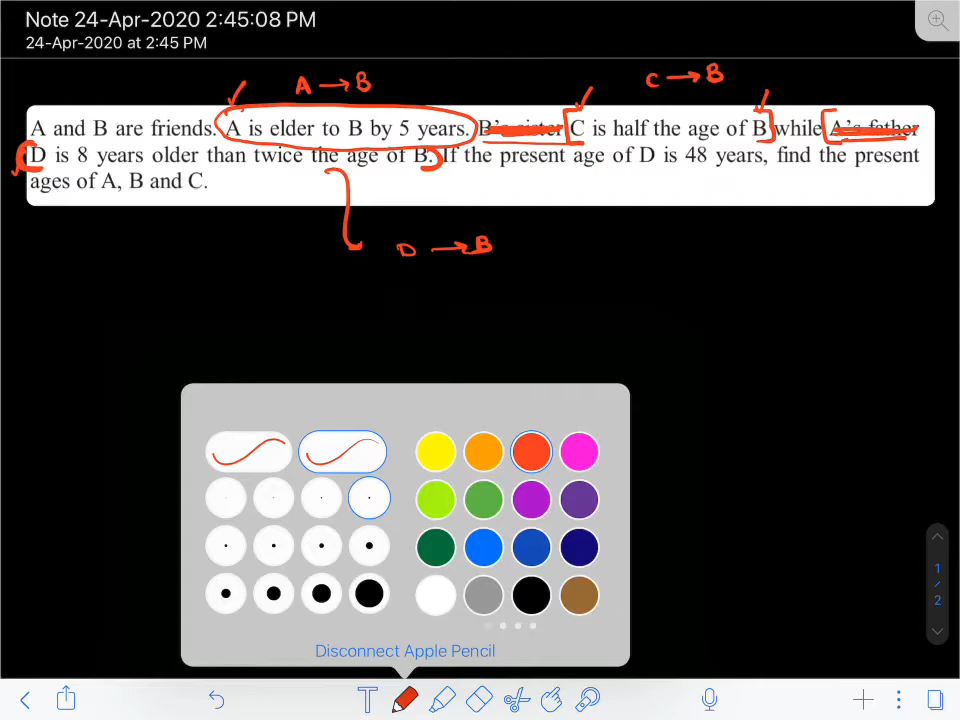 Note 24-Apr-2020 2:45:08 PM
24-Apr-2020 at 2:45 PM
A → B
C → B
A and B are friends. A is elder to B by 5 years. B's sister C is half the age of B while A's father
D is 8 years older than twice the age of B. If the present age of D is 48 years, find the present
ages of A, B and C.
D → B
Disconnect Apple Pencil
1
/
2
T